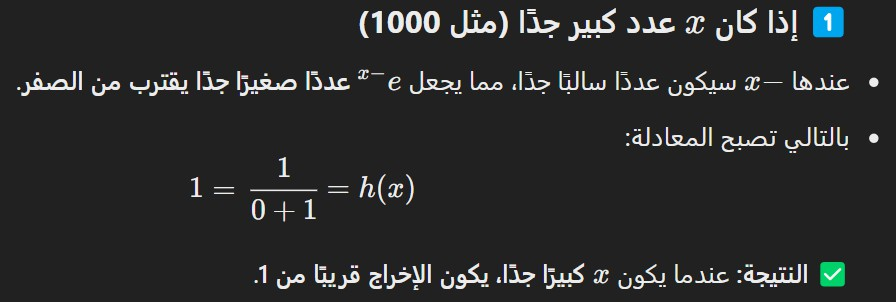 1 إذا كان x عدد كبير جدًا (مثل 1000)
• عندها −x سيكون عددًا سالبًا جدًا، مما يجعل e^{−x} عددًا صغيرًا جدًا يقترب من الصفر.
• بالتالي تصبح المعادلة:
1 = \frac{1}{0 + 1} = h(x)
✅ النتيجة: عندما يكون x كبيرًا جدًا، يكون الإخراج قريبًا من 1.